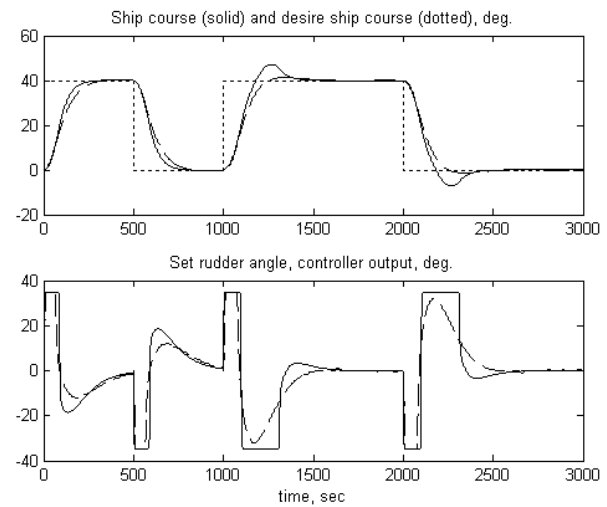 Ship course (solid) and desire ship course (dotted), deg.
60
40
20
0
-20
0 500 1000 1500 2000 2500 3000
Set rudder angle, controller output, deg.
40
20
0
-20
-40
0 500 1000 1500 2000 2500 3000
time, sec